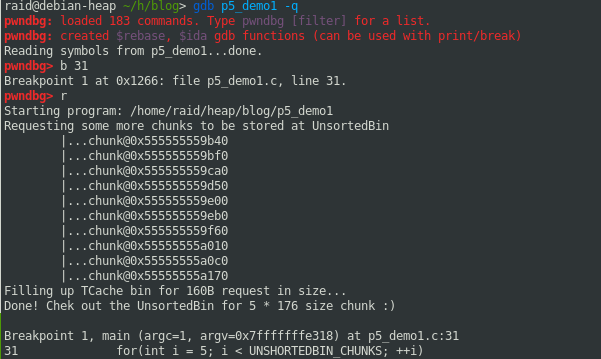 raid@debian-heap ~/h/blog> gdb p5_demo1 -q
pwndbg: loaded 183 commands. Type pwndbg [filter] for a list.
pwndbg: created $rebase, $ida gdb functions (can be used with print/break)
Reading symbols from p5_demo1...done.
pwndbg> b 31
Breakpoint 1 at 0x1266: file p5_demo1.c, line 31.
pwndbg> r
Starting program: /home/raid/heap/blog/p5_demo1
Requesting some more chunks to be stored at UnsortedBin
|...chunk@0x555555559b40
|...chunk@0x555555559bf0
|...chunk@0x555555559ca0
|...chunk@0x555555559d50
|...chunk@0x555555559e00
|...chunk@0x555555559eb0
|...chunk@0x555555559f60
|...chunk@0x55555555a010
|...chunk@0x55555555a0c0
|...chunk@0x55555555a170
Filling up TCache bin for 160B request in size...
Done! Chek out the UnsortedBin for 5 * 176 size chunk :)
Breakpoint 1, main (argc=1, argv=0x7fffffffe318) at p5_demo1.c:31
31 for(int i = 5; i < UNSHORTEDBIN_CHUNKS; ++i)